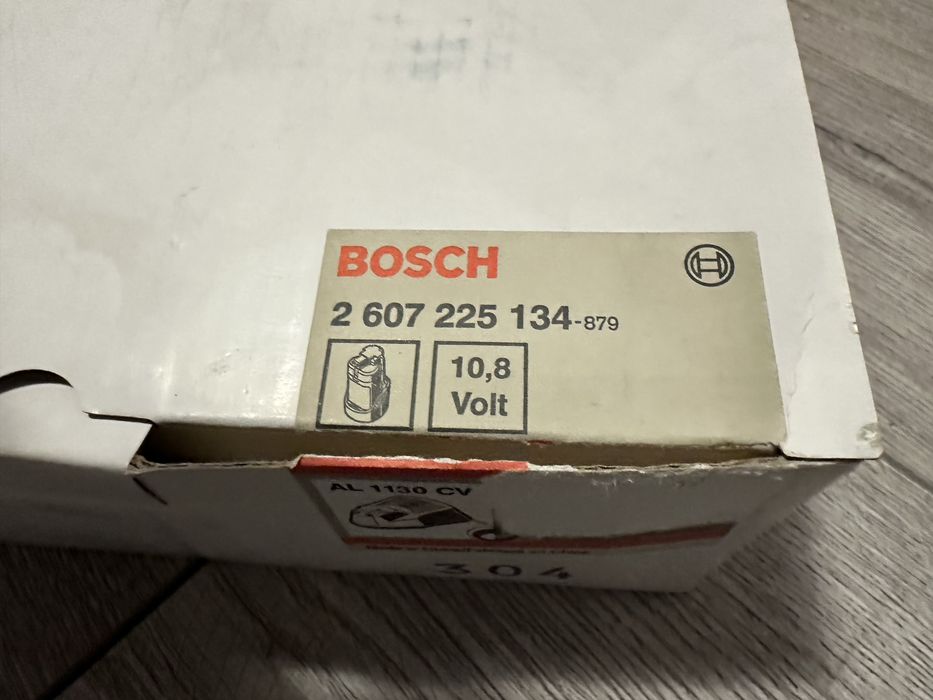 BOSCH
2 607 225 134-879
10,8
Volt
AL 1130 CV
304